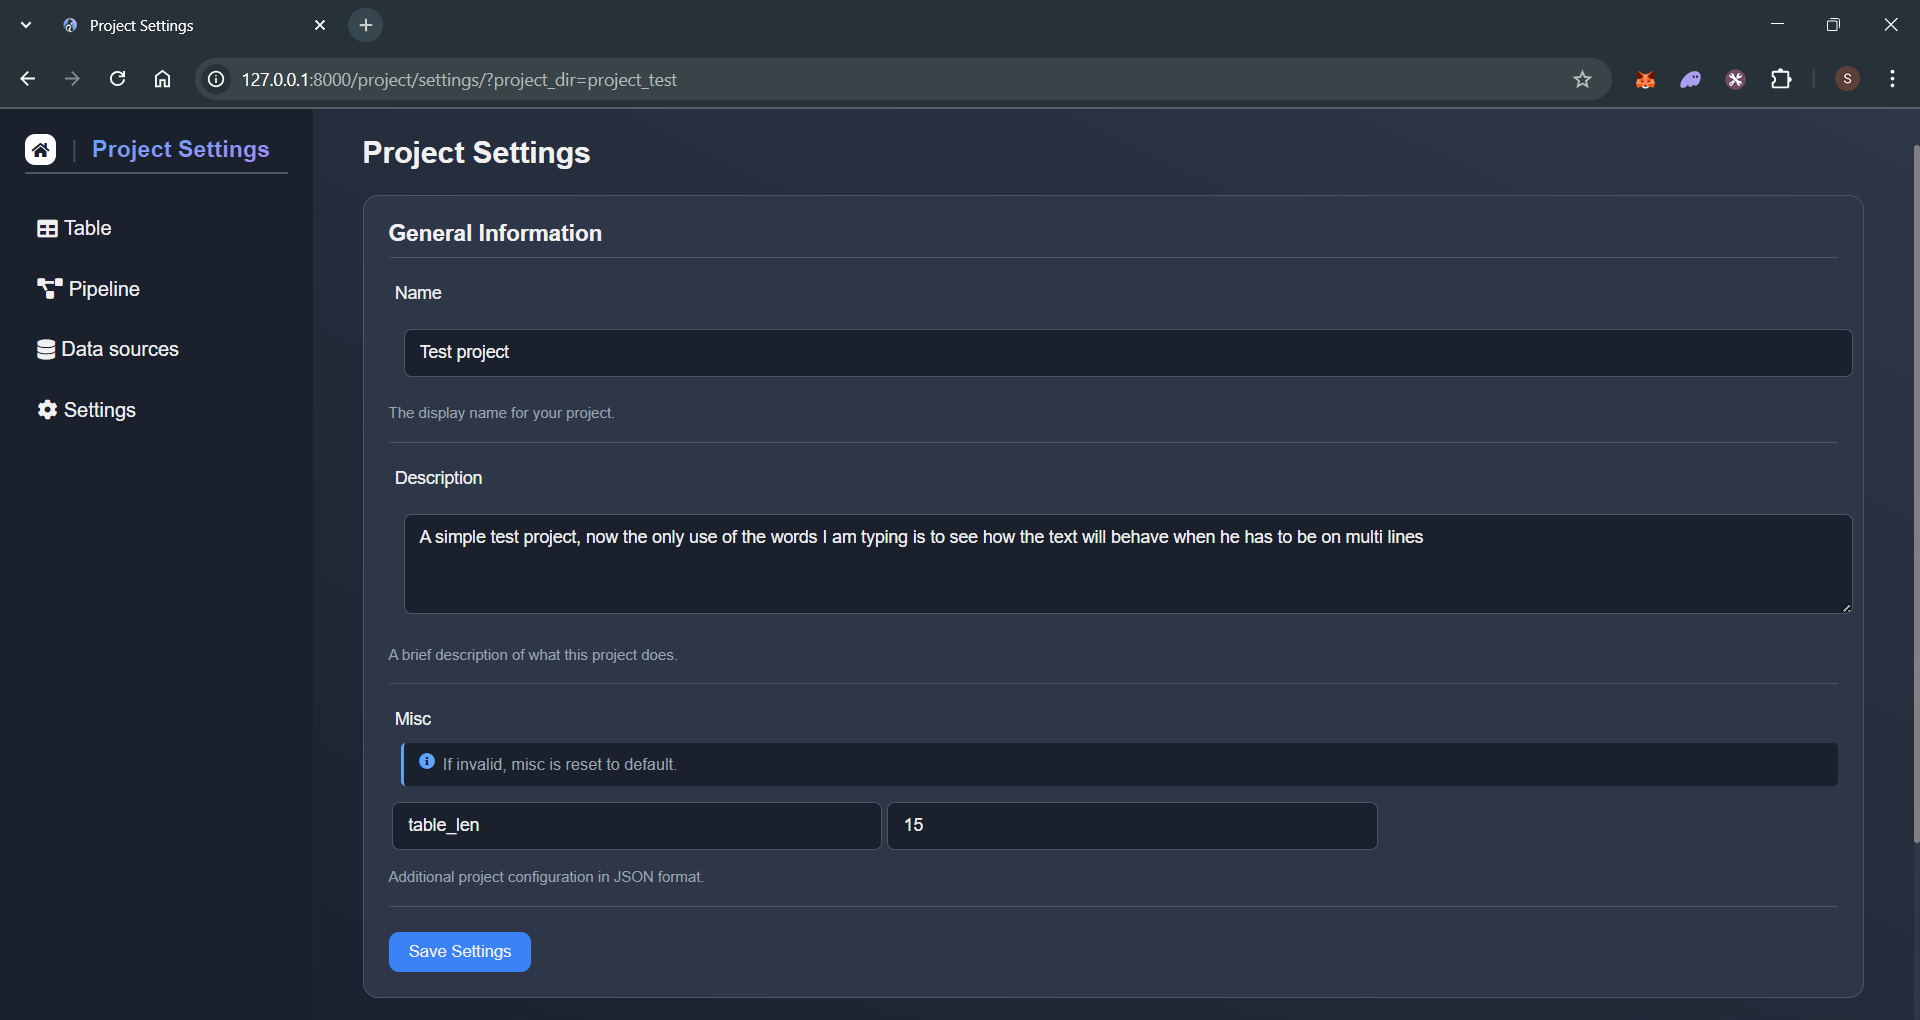 Project Settings
127.0.0.1:8000/project/settings/?project_dir=project_test
S
Project Settings
Table
Pipeline
Data sources
Settings
Project Settings
General Information
Name
Test project
The display name for your project.
Description
A simple test project, now the only use of the words I am typing is to see how the text will behave when he has to be on multi lines
A brief description of what this project does.
Misc
If invalid, misc is reset to default.
table_len
15
Additional project configuration in JSON format.
Save Settings